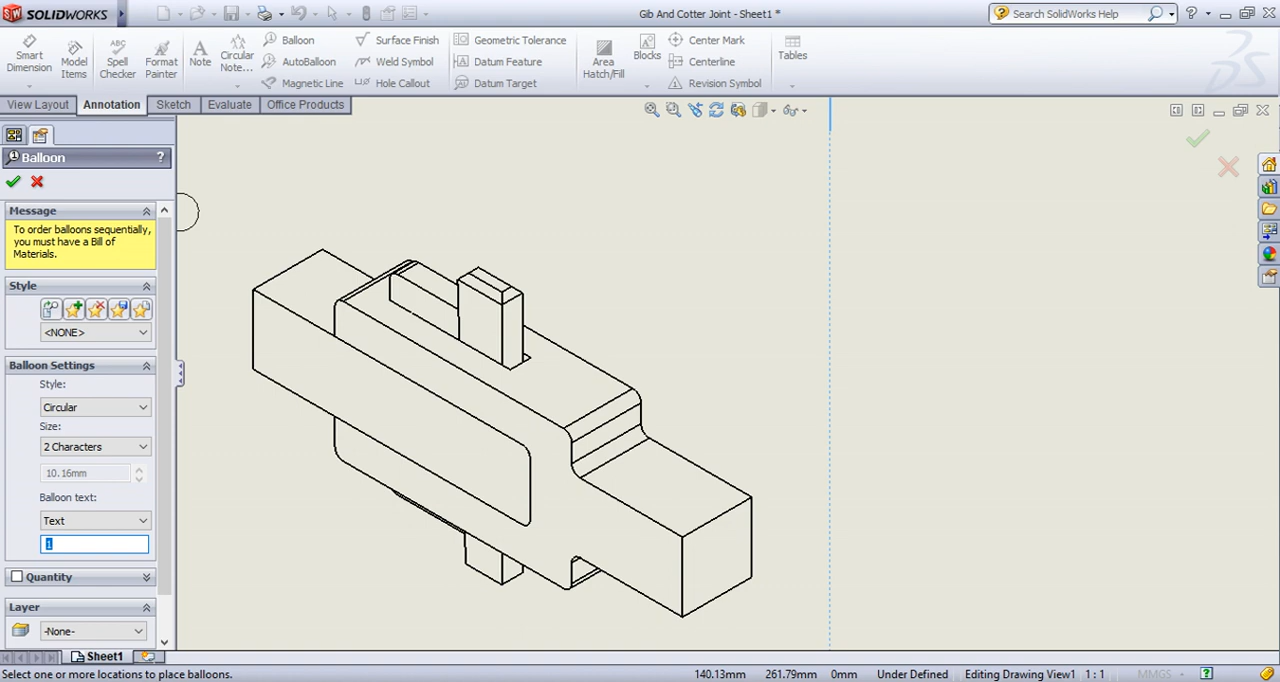 SOLIDWORKS
Gib And Cotter Joint - Sheet1 *
Search SolidWorks Help
Smart Dimension
Model Items
Spell Checker
Format Painter
Note
Circular Note...
Balloon
AutoBalloon
Magnetic Line
Surface Finish
Weld Symbol
Hole Callout
Geometric Tolerance
Datum Feature
Datum Target
Area Hatch/Fill
Blocks
Center Mark
Centerline
Revision Symbol
Tables
View Layout
Annotation
Sketch
Evaluate
Office Products
Balloon
?
Message
To order balloons sequentially,
you must have a Bill of
Materials.
Style
<NONE>
Balloon Settings
Style:
Circular
Size:
2 Characters
10.16mm
Balloon text:
Text
1
Quantity
Layer
-None-
Sheet1
Select one or more locations to place balloons.
140.13mm
261.79mm
0mm
Under Defined
Editing Drawing View1
1 : 1
MMGS
?